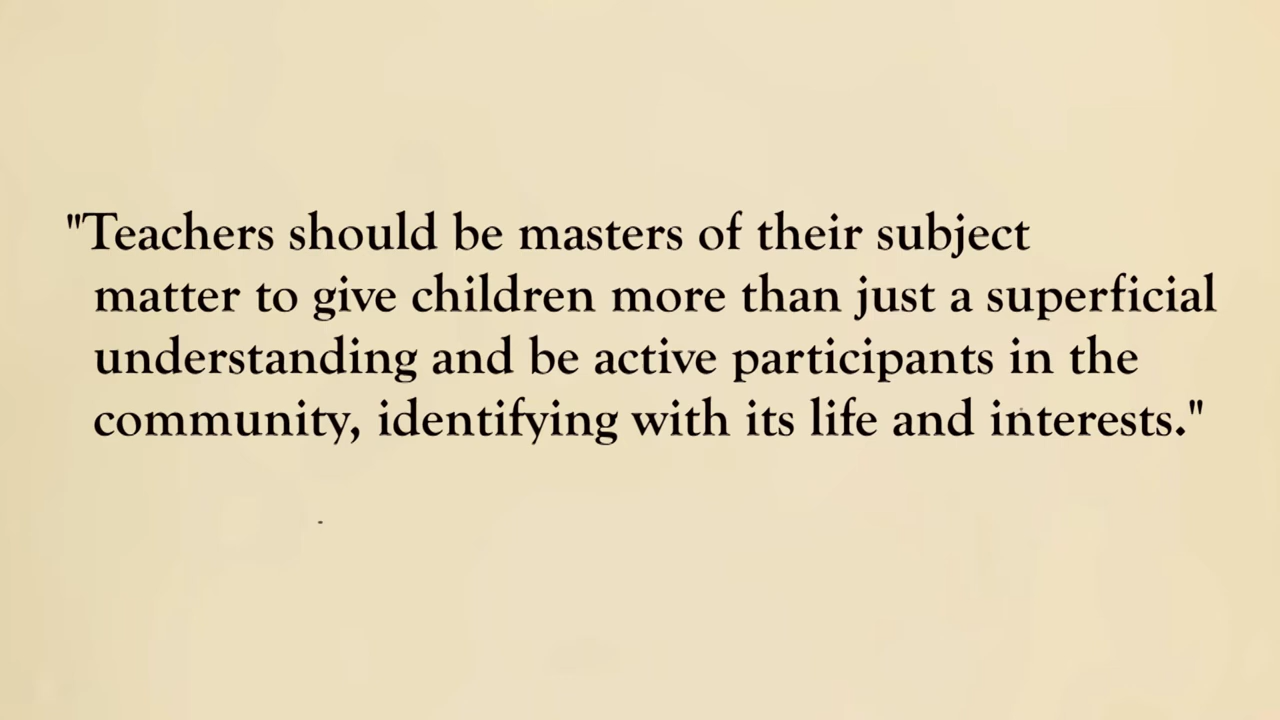 "Teachers should be masters of their subject
matter to give children more than just a superficial
understanding and be active participants in the
community, identifying with its life and interests."